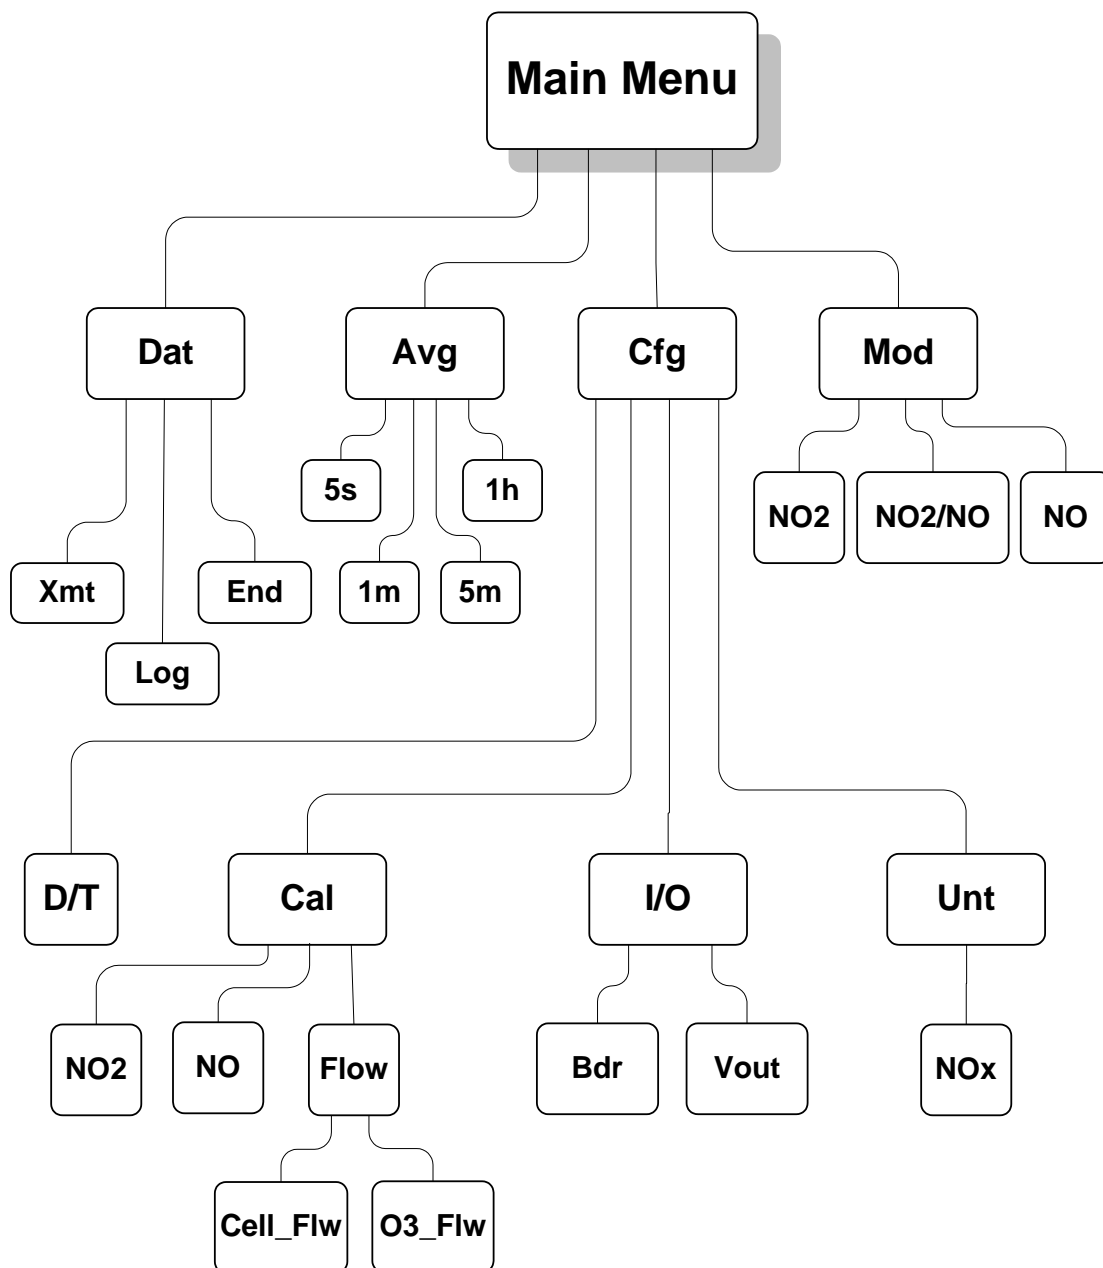 Main Menu
Dat
Avg
Cfg
Mod
5s
1h
NO2
NO2/NO
NO
Xmt
End
1m
5m
Log
D/T
Cal
I/O
Unt
NO2
NO
Flow
Bdr
Vout
NOx
Cell_Flw
O3_Flw